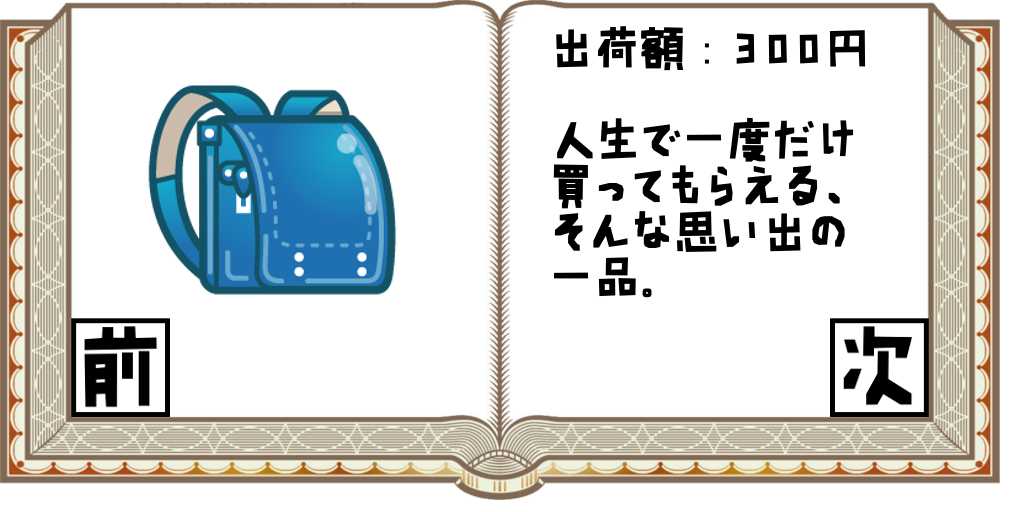 出荷額：３００円
人生で一度だけ
買ってもらえる、
そんな思い出の
一品。
前
次